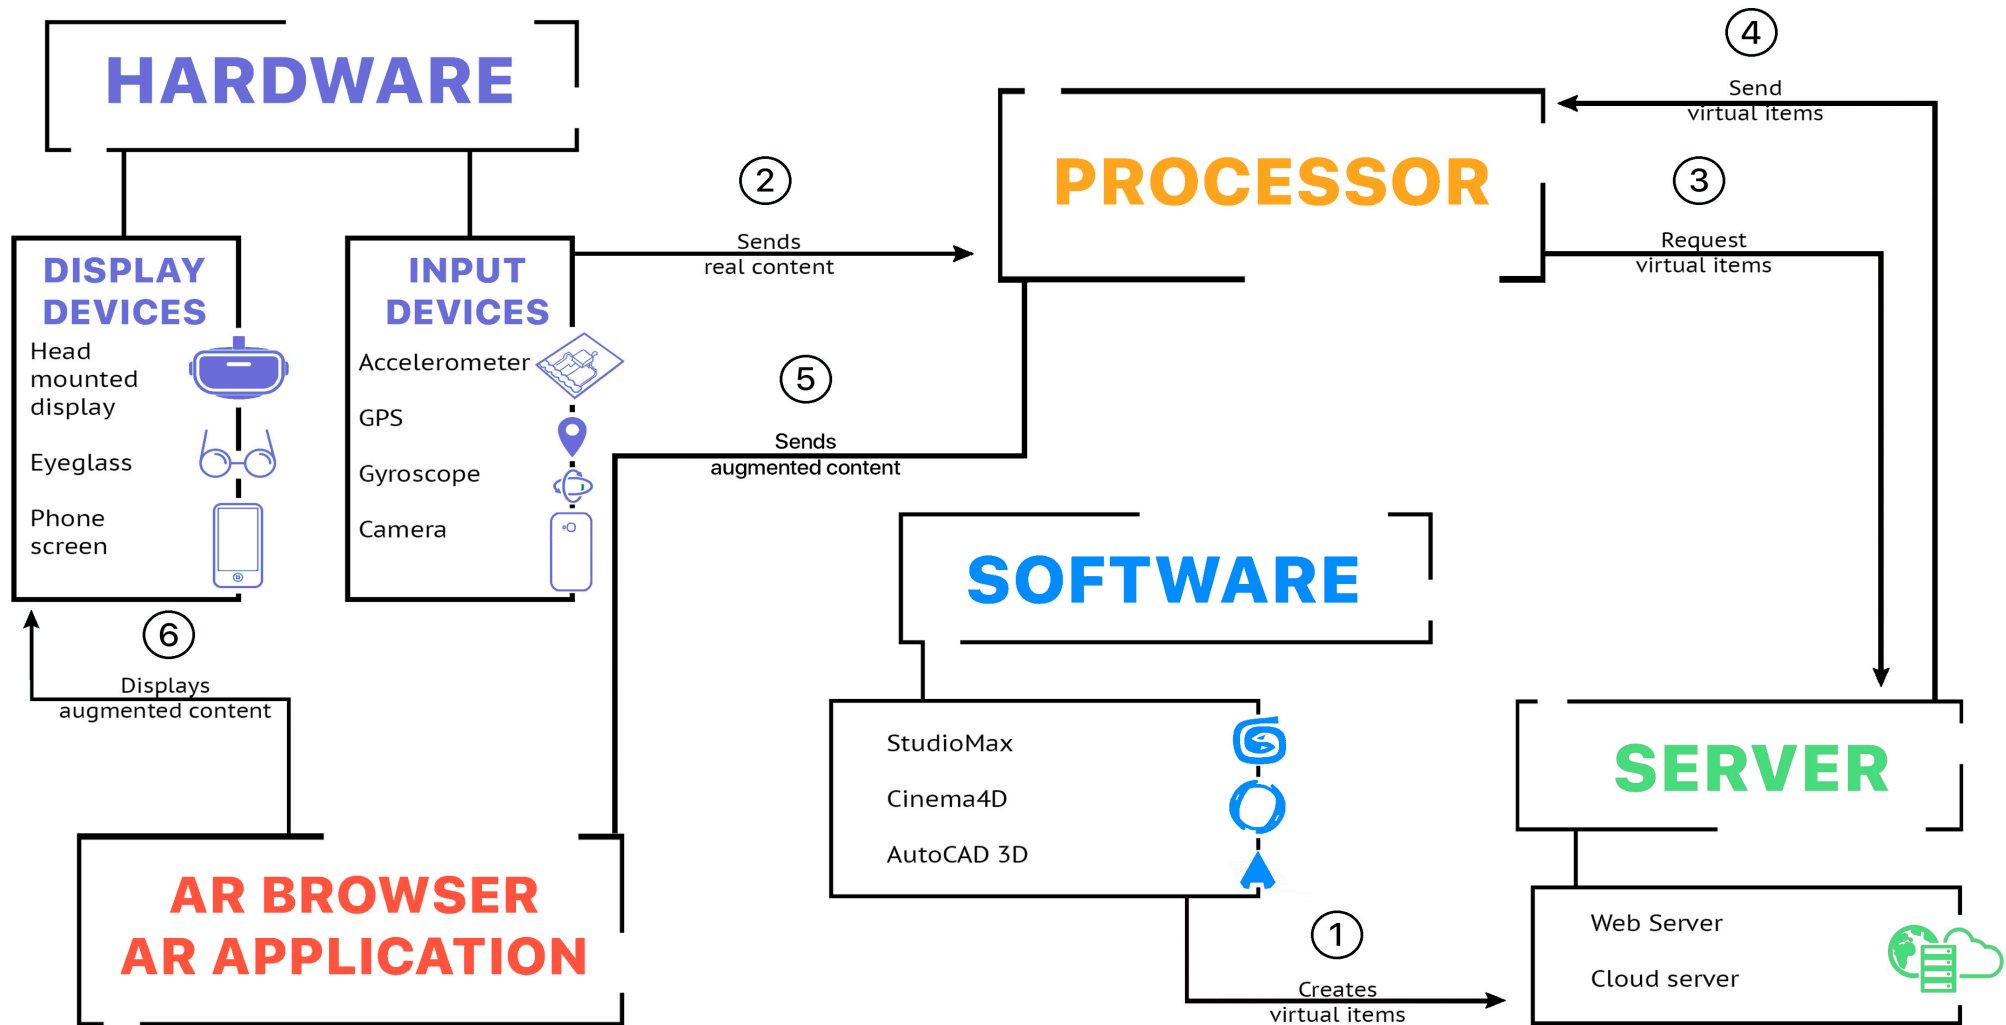 HARDWARE
DISPLAY
DEVICES
Head
mounted
display
Eyeglass
Phone
screen
INPUT
DEVICES
Accelerometer
GPS
Gyroscope
Camera
2
Sends
real content
PROCESSOR
4
Send
virtual items
3
Request
virtual items
5
Sends
augmented content
6
Displays
augmented content
AR BROWSER
AR APPLICATION
SOFTWARE
StudioMax
Cinema4D
AutoCAD 3D
1
Creates
virtual items
SERVER
Web Server
Cloud server